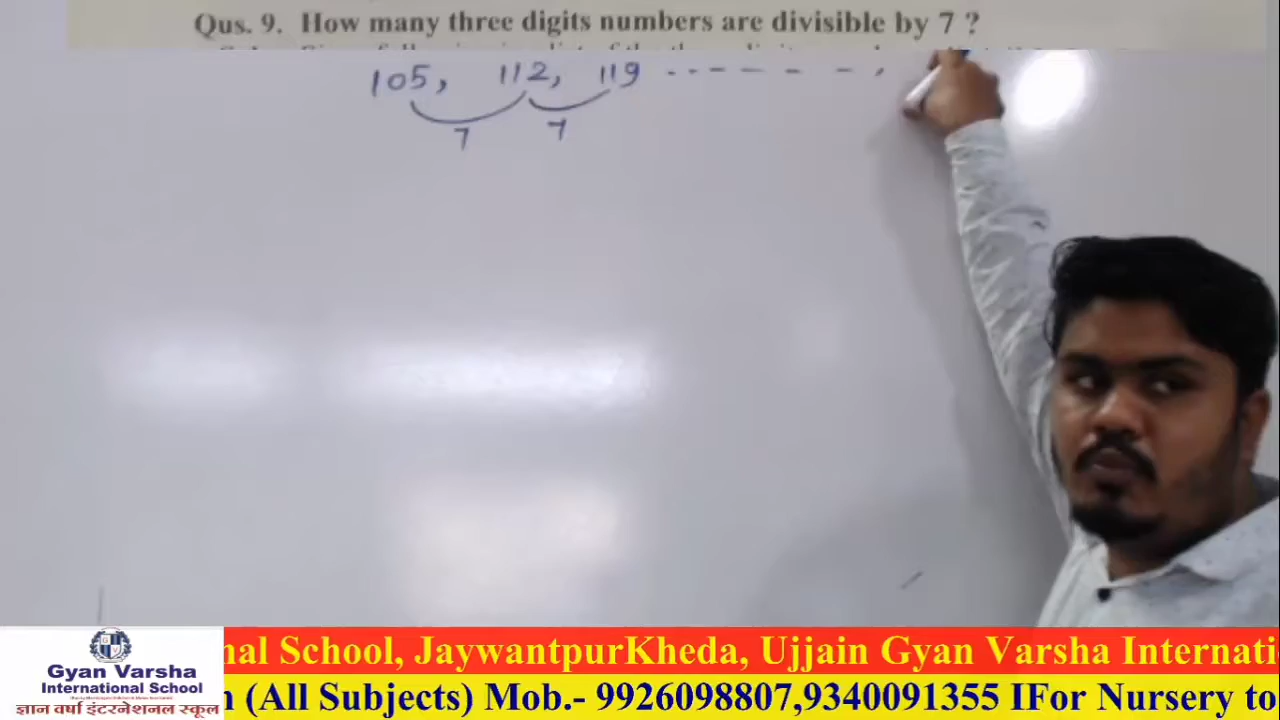 Qus. 9. How many three digits numbers are divisible by 7 ?
105, 112, 119 ..----- ,
7 7
Gyan Varsha
International School
ज्ञान वर्षा इंटरनेशनल स्कूल
nal School, JaywantpurKheda, Ujjain Gyan Varsha Internati
n (All Subjects) Mob.- 9926098807,9340091355 IFor Nursery to